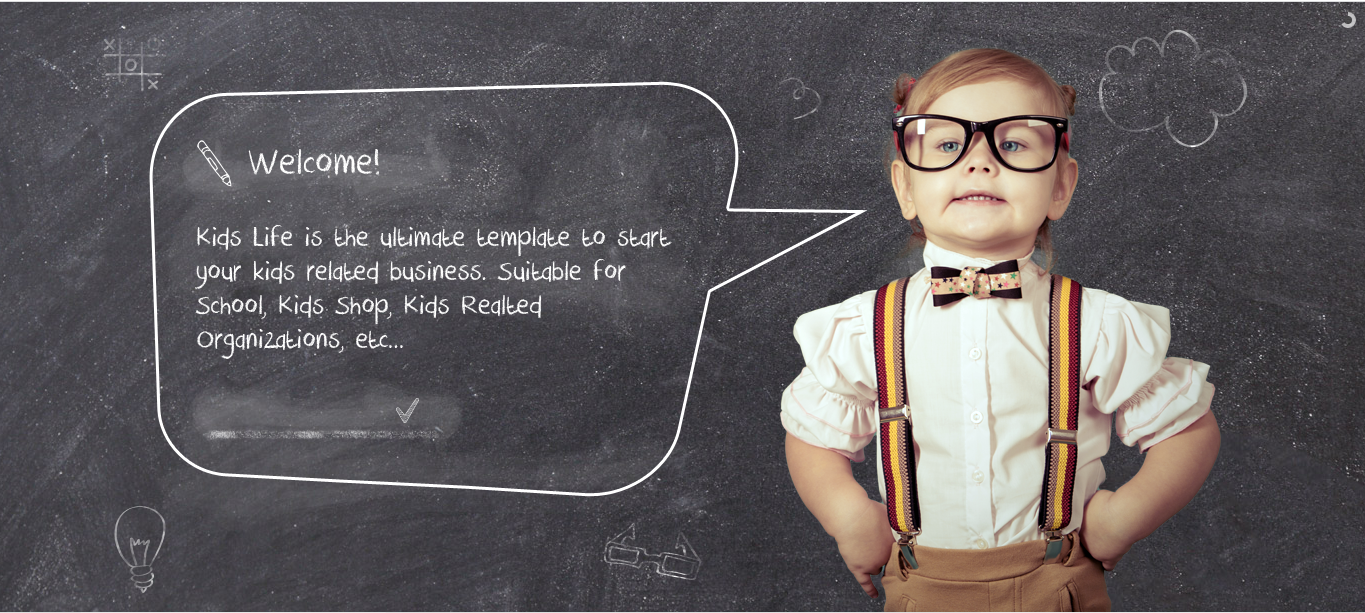 Welcome!
Kids Life is the ultimate template to start
your kids related business. Suitable for
School, Kids Shop, Kids Realted
Organizations, etc...